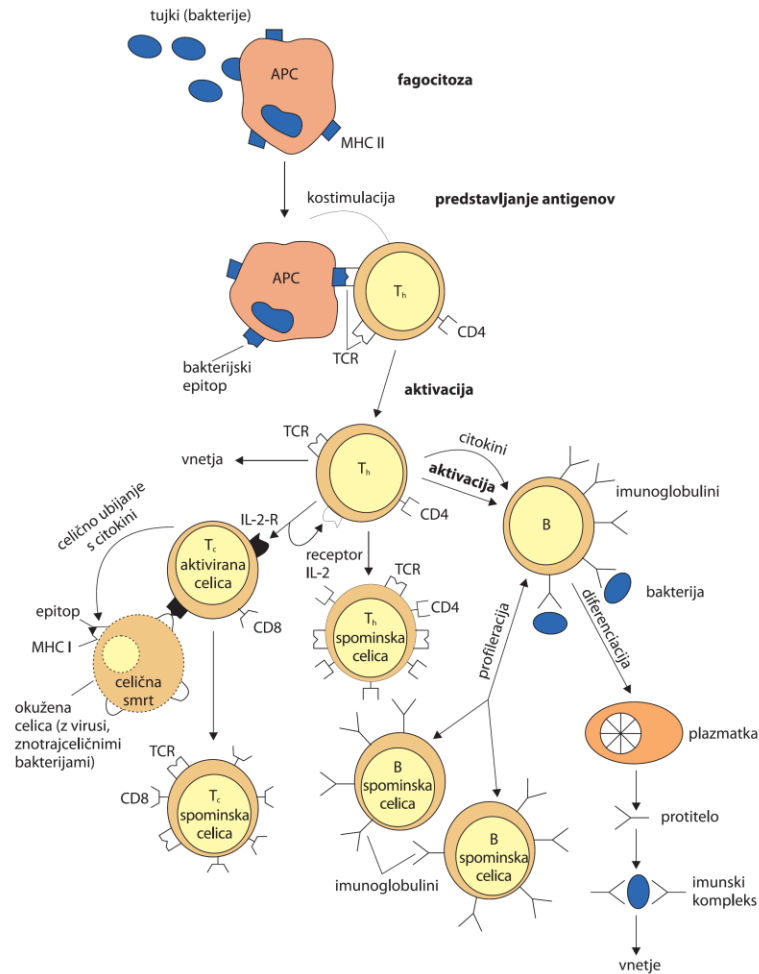 tujki (bakterije)
APC
fagocitoza
MHC II
kostimulacija
predstavljanje antigenov
APC
Th
CD4
TCR
bakterijski
epitop
aktivacija
TCR
citokini
vnetja
Th
aktivacija
imunoglobulini
CD4
B
celično ubijanje
s citokini
IL-2-R
Tc
aktivirana
celica
receptor
IL-2
TCR
bakterija
epitop
CD8
Th
spominska
celica
CD4
profileracija
diferenciacija
MHC I
celična
smrt
okužena
celica (z virusi,
znotrajceličnimi
bakterijami)
plazmatka
TCR
CD8
Tc
spominska
celica
B
spominska
celica
protitelo
B
spominska
celica
imunoglobulini
imunski
kompleks
vnetje